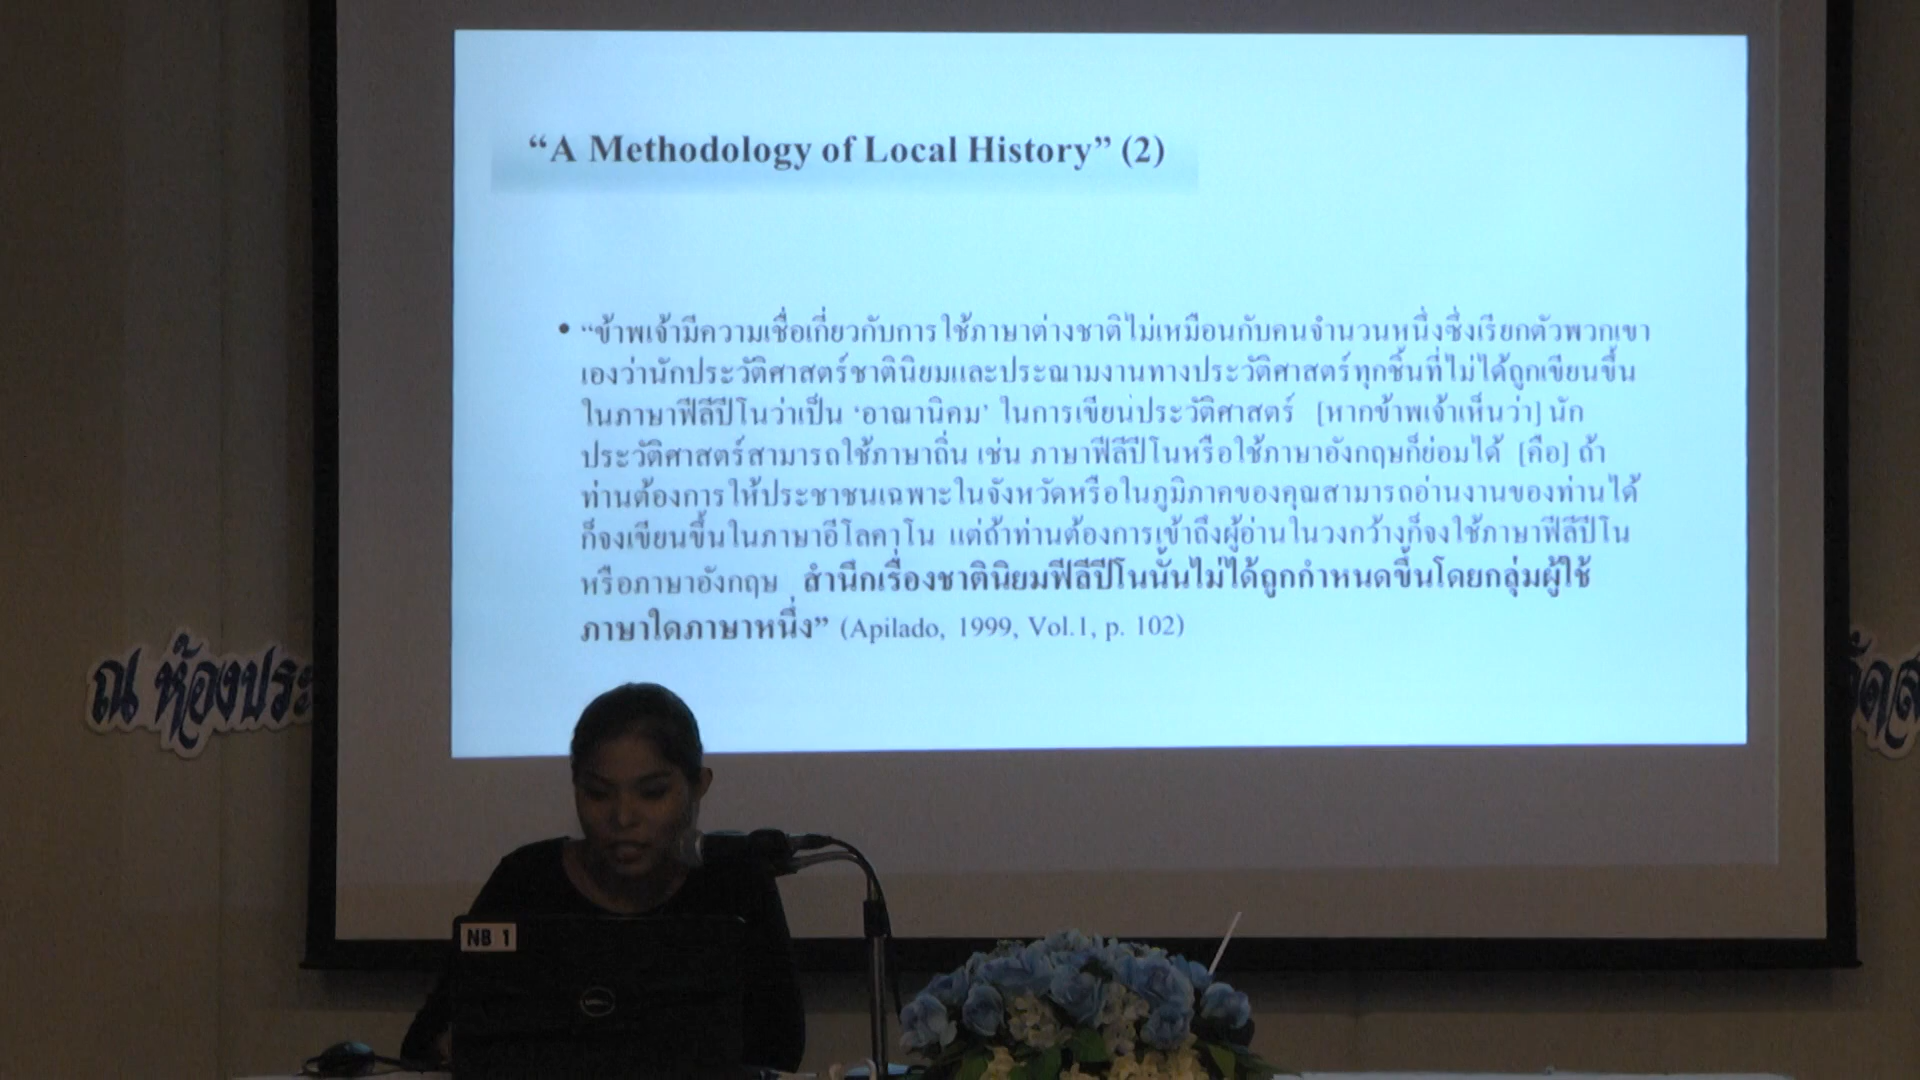 “A Methodology of Local History” (2)
• “ข้าพเจ้ามีความเชื่อเกี่ยวกับการใช้ภาษาต่างชาติไม่เหมือนกับคนจำนวนหนึ่งซึ่งเรียกตัวพวกเขา
เองว่านักประวัติศาสตร์ชาตินิยมและประณามงานทางประวัติศาสตร์ทุกชิ้นที่ไม่ได้ถูกเขียนขึ้น
ในภาษาฟีลีปีโนว่าเป็น ‘อาณานิคม’ ในการเขียนประวัติศาสตร์ [หากข้าพเจ้าเห็นว่า] นัก
ประวัติศาสตร์สามารถใช้ภาษาถิ่น เช่น ภาษาฟีลีปีโนหรือใช้ภาษาอังกฤษก็ย่อมได้ [คือ] ถ้า
ท่านต้องการให้ประชาชนเฉพาะในจังหวัดหรือในภูมิภาคของคุณสามารถอ่านงานของท่านได้
ก็จงเขียนขึ้นในภาษาอีโลคาโน แต่ถ้าท่านต้องการเข้าถึงผู้อ่านในวงกว้างก็จงใช้ภาษาฟีลีปีโน
หรือภาษาอังกฤษ สำนึกเรื่องชาตินิยมฟีลีปีโนนั้นไม่ได้ถูกกำหนดขึ้นโดยกลุ่มผู้ใช้
ภาษาใดภาษาหนึ่ง” (Apilado, 1999, Vol.1, p. 102)
ณ ห้องประ
NB 1
DELL